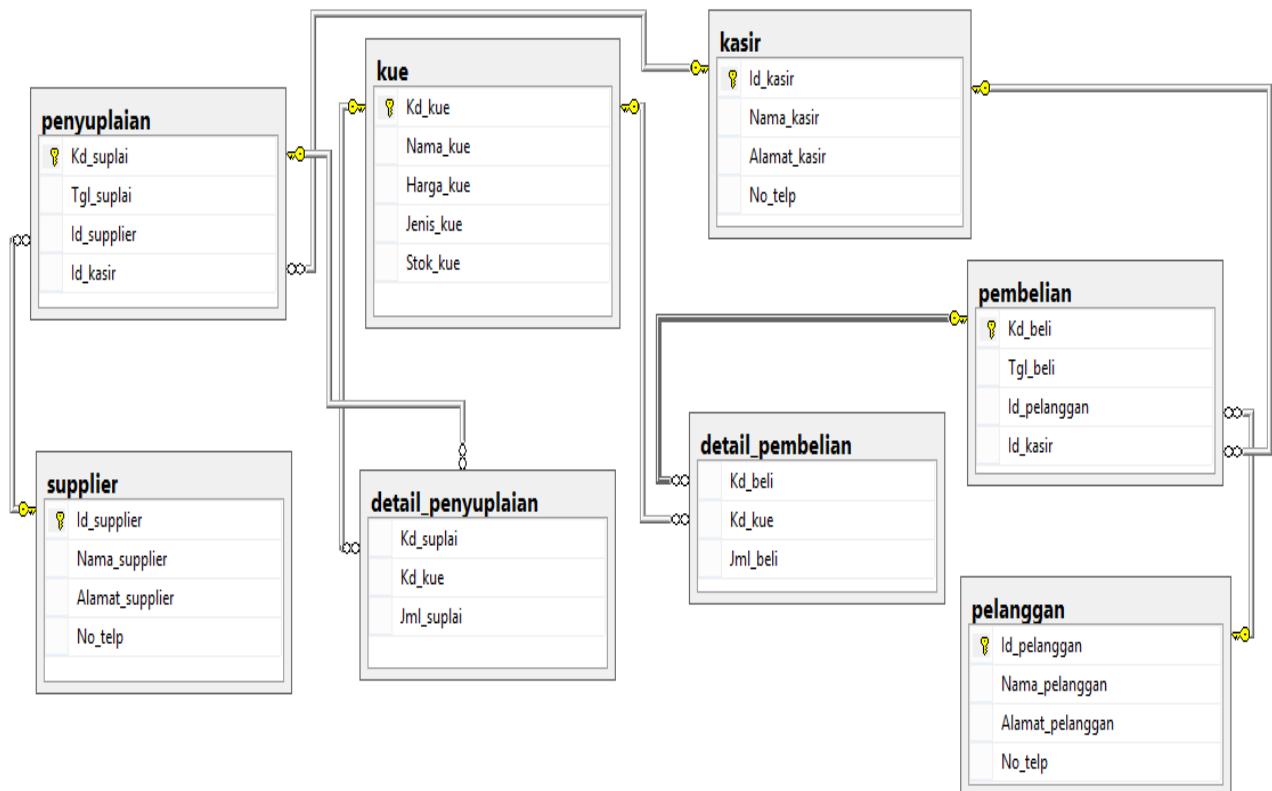 penyuplaian
Kd_suplai
Tgl_suplai
Id_supplier
Id_kasir
kue
Kd_kue
Nama_kue
Harga_kue
Jenis_kue
Stok_kue
kasir
Id_kasir
Nama_kasir
Alamat_kasir
No_telp
supplier
Id_supplier
Nama_supplier
Alamat_supplier
No_telp
detail_penyuplaian
Kd_suplai
Kd_kue
Jml_suplai
detail_pembelian
Kd_beli
Kd_kue
Jml_beli
pembelian
Kd_beli
Tgl_beli
Id_pelanggan
Id_kasir
pelanggan
Id_pelanggan
Nama_pelanggan
Alamat_pelanggan
No_telp